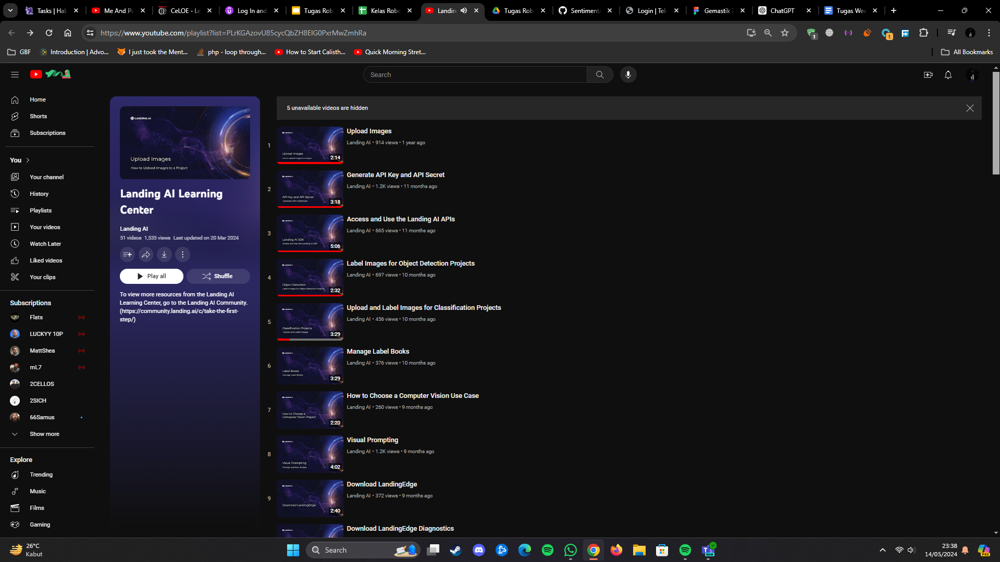 Tasks | Hab
Me And Pu
CeLOE - Le
Log In and
Tugas Rob
Kelas Robo
Landin
Tugas Rob
SentimentA
Login | Tel-
Gemastik 2
ChatGPT
Tugas Wee
https://www.youtube.com/playlist?list=PLrKGAzovU85cycQbZH8EIG0PxrMwZmhRa
1
1
GBF
Introduction | Advo...
I just took the Ment...
php - loop through...
How to Start Calisth...
Quick Morning Stret...
All Bookmarks
Search
Home
Shorts
Subscriptions
You
Your channel
History
Playlists
Your videos
Watch Later
Liked videos
Your clips
Subscriptions
Flats
LUCKYY 10P
MattShea
mL7
2CELLOS
2SICH
66Samus
Show more
Explore
Trending
Music
Films
Gaming
LANDING AI
Upload Images
How to Upload Images to a Project
Landing AI Learning
Center
Landing AI
51 videos 1,535 views Last updated on 20 Mar 2024
Play all
Shuffle
To view more resources from the Landing AI
Learning Center, go to the Landing AI Community.
(https://community.landing.ai/c/take-the-first-
step/)
5 unavailable videos are hidden
1
Upload Images
2:14
Upload Images
Landing AI • 914 views • 1 year ago
2
API Key and API Secret
Generate API Credentials
3:18
Generate API Key and API Secret
Landing AI • 1.2K views • 11 months ago
3
Landing AI SDK
Access and Use the Landing AI SDK
5:06
Access and Use the Landing AI APIs
Landing AI • 665 views • 11 months ago
4
Object Detection
Label Images for Object Detection Projects
2:32
Label Images for Object Detection Projects
Landing AI • 697 views • 10 months ago
5
Classification Projects
Upload and Label Images
3:29
Upload and Label Images for Classification Projects
Landing AI • 456 views • 10 months ago
6
Label Books
Manage Label Books
3:29
Manage Label Books
Landing AI • 376 views • 10 months ago
7
How to Choose a
Computer Vision Project
2:20
How to Choose a Computer Vision Use Case
Landing AI • 260 views • 9 months ago
8
Visual Prompting
Prompt and Run Models
4:02
Visual Prompting
Landing AI • 1.2K views • 9 months ago
9
Download LandingEdge
2:40
Download LandingEdge
Landing AI • 372 views • 9 months ago
Download LandingEdge Diagnostics
26°C
Kabut
Search
NEW
23:38
14/05/2024
PRE